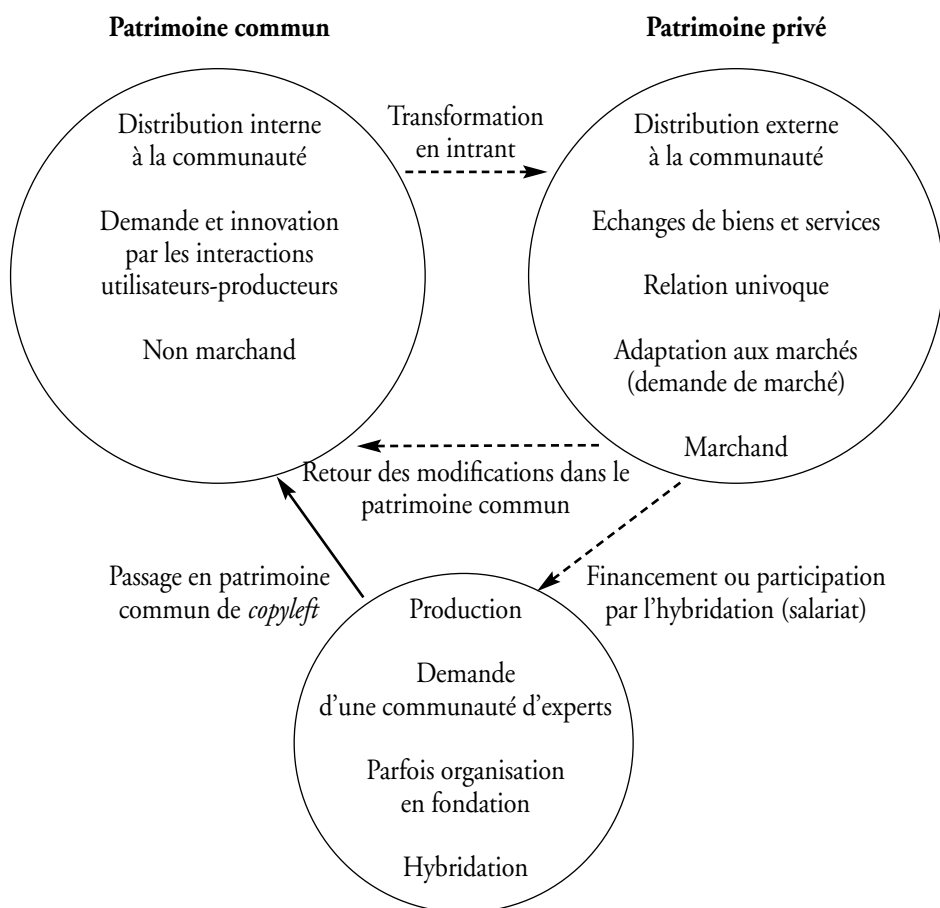 Patrimoine commun
Patrimoine privé
Distribution interne
à la communauté
Demande et innovation
par les interactions
utilisateurs-producteurs
Non marchand
Transformation
en intrant
Distribution externe
à la communauté
Echanges de biens et services
Relation univoque
Adaptation aux marchés
(demande de marché)
Marchand
Retour des modifications dans le
patrimoine commun
Passage en patrimoine
commun de copyleft
Financement ou participation
par l'hybridation (salariat)
Production
Demande
d'une communauté d'experts
Parfois organisation
en fondation
Hybridation